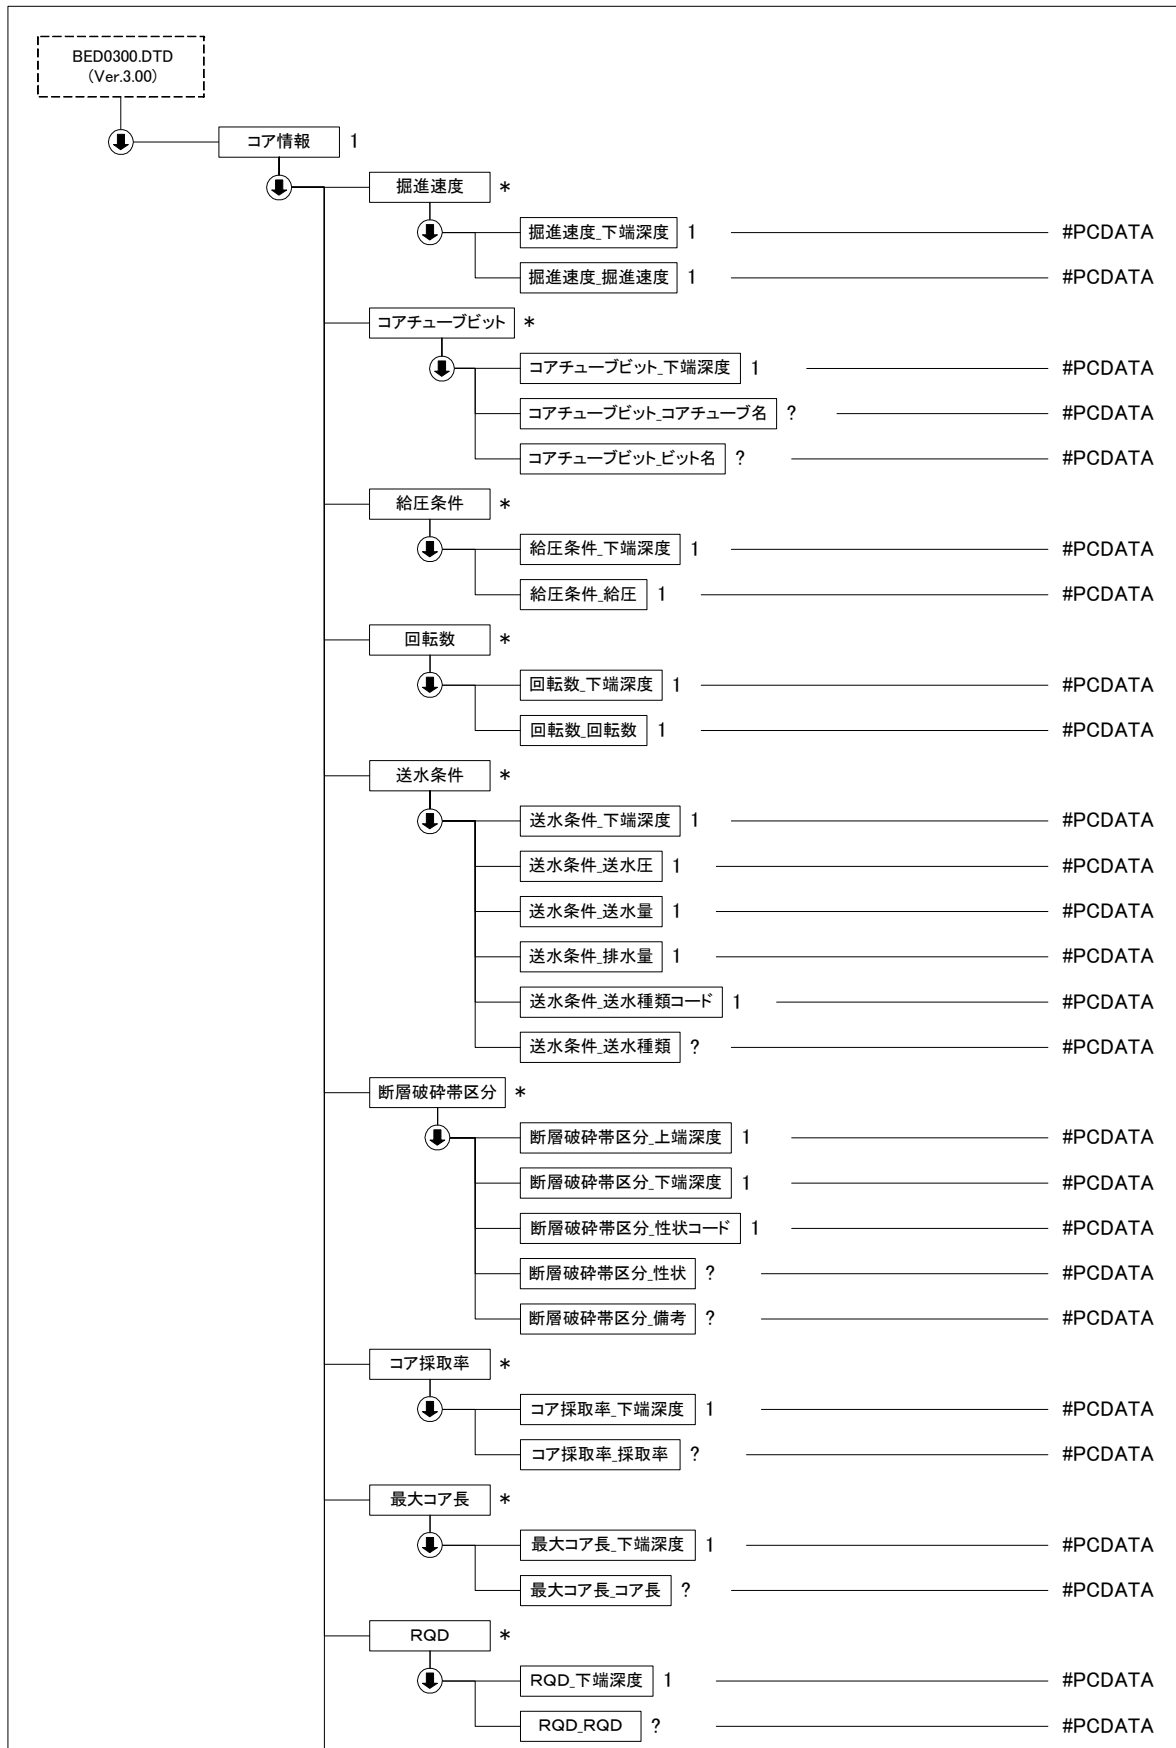 BED0300.DTD
(Ver.3.00)
コア情報 1
掘進速度 *
掘進速度_下端深度 1 #PCDATA
掘進速度_掘進速度 1 #PCDATA
コアチューブビット *
コアチューブビット_下端深度 1 #PCDATA
コアチューブビット_コアチューブ名 ? #PCDATA
コアチューブビット_ビット名 ? #PCDATA
給圧条件 *
給圧条件_下端深度 1 #PCDATA
給圧条件_給圧 1 #PCDATA
回転数 *
回転数_下端深度 1 #PCDATA
回転数_回転数 1 #PCDATA
送水条件 *
送水条件_下端深度 1 #PCDATA
送水条件_送水圧 1 #PCDATA
送水条件_送水量 1 #PCDATA
送水条件_排水量 1 #PCDATA
送水条件_送水種類コード 1 #PCDATA
送水条件_送水種類 ? #PCDATA
断層破砕帯区分 *
断層破砕帯区分_上端深度 1 #PCDATA
断層破砕帯区分_下端深度 1 #PCDATA
断層破砕帯区分_性状コード 1 #PCDATA
断層破砕帯区分_性状 ? #PCDATA
断層破砕帯区分_備考 ? #PCDATA
コア採取率 *
コア採取率_下端深度 1 #PCDATA
コア採取率_採取率 ? #PCDATA
最大コア長 *
最大コア長_下端深度 1 #PCDATA
最大コア長_コア長 ? #PCDATA
RQD *
RQD_下端深度 1 #PCDATA
RQD_RQD ? #PCDATA